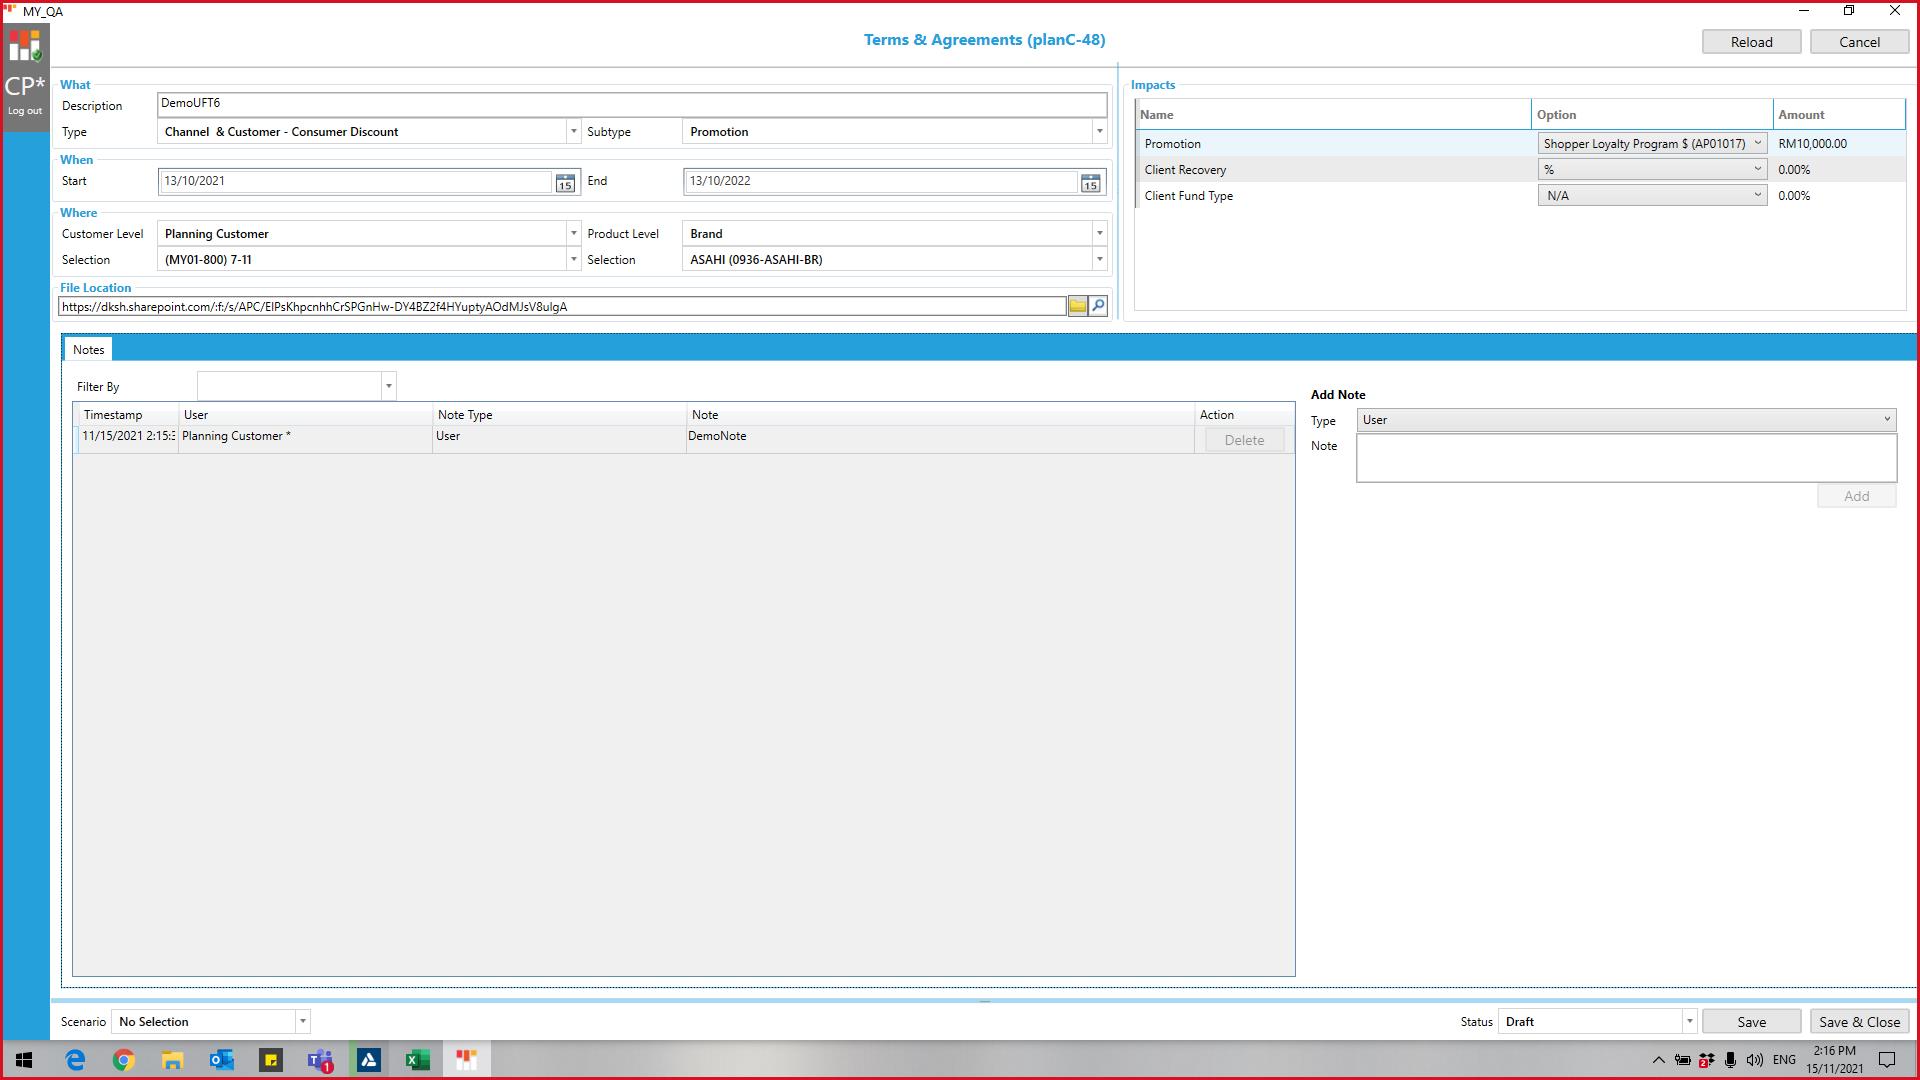 MY_QA
CP*
Log out
Terms & Agreements (planC-48)
Reload
Cancel
What
Description
DemoUFT6
Type
Channel & Customer - Consumer Discount
Subtype
Promotion
When
Start
13/10/2021
15
End
13/10/2022
15
Where
Customer Level
Planning Customer
Product Level
Brand
Selection
(MY01-800) 7-11
Selection
ASAHI (0936-ASAHI-BR)
File Location
https://dksh.sharepoint.com/:f:/s/APC/EIPsKhpcnhhCrSPGnHw-DY4BZ2f4HYuptyAOdMJsV8ulgA
Impacts
Name
Option
Amount
Promotion
Shopper Loyalty Program $ (AP01017)
RM10,000.00
Client Recovery
%
0.00%
Client Fund Type
N/A
0.00%
Notes
Filter By
Timestamp
User
Note Type
Note
Action
11/15/2021 2:15:3
Planning Customer *
User
DemoNote
Delete
Add Note
Type
User
Note
Add
Scenario
No Selection
Status
Draft
Save
Save & Close
1
2
ENG
2:16 PM
15/11/2021